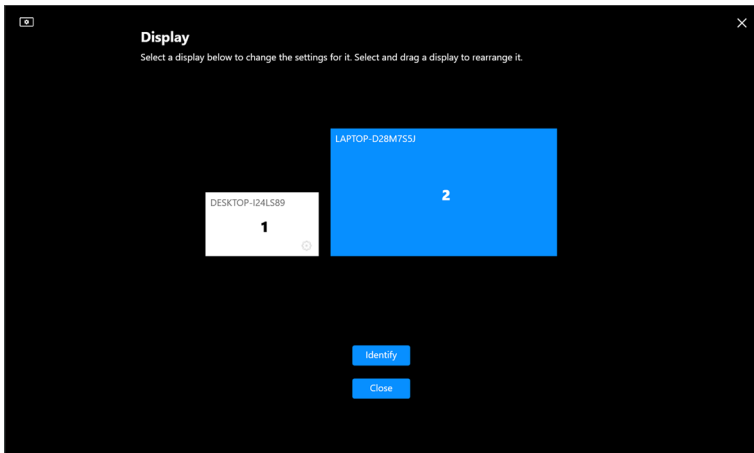 Display
Select a display below to change the settings for it. Select and drag a display to rearrange it.
LAPTOP-D28M7S5J
2
DESKTOP-I24LS89
1
Identify
Close